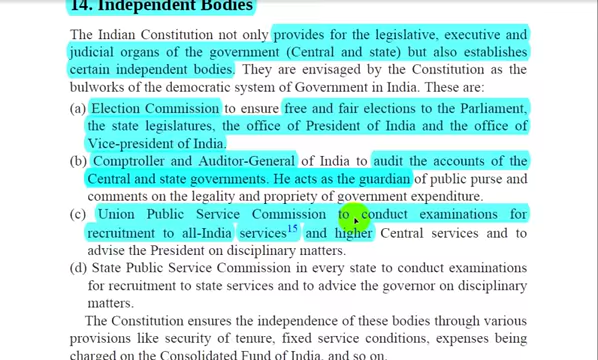 14. Independent Bodies
The Indian Constitution not only provides for the legislative, executive and
judicial organs of the government (Central and state) but also establishes
certain independent bodies. They are envisaged by the Constitution as the
bulworks of the democratic system of Government in India. These are:
(a) Election Commission to ensure free and fair elections to the Parliament,
the state legislatures, the office of President of India and the office of
Vice-president of India.
(b) Comptroller and Auditor-General of India to audit the accounts of the
Central and state governments. He acts as the guardian of public purse and
comments on the legality and propriety of government expenditure.
(c) Union Public Service Commission to conduct examinations for
recruitment to all-India services15 and higher Central services and to
advise the President on disciplinary matters.
(d) State Public Service Commission in every state to conduct examinations
for recruitment to state services and to advice the governor on disciplinary
matters.
The Constitution ensures the independence of these bodies through various
provisions like security of tenure, fixed service conditions, expenses being
charged on the Consolidated Fund of India, and so on.